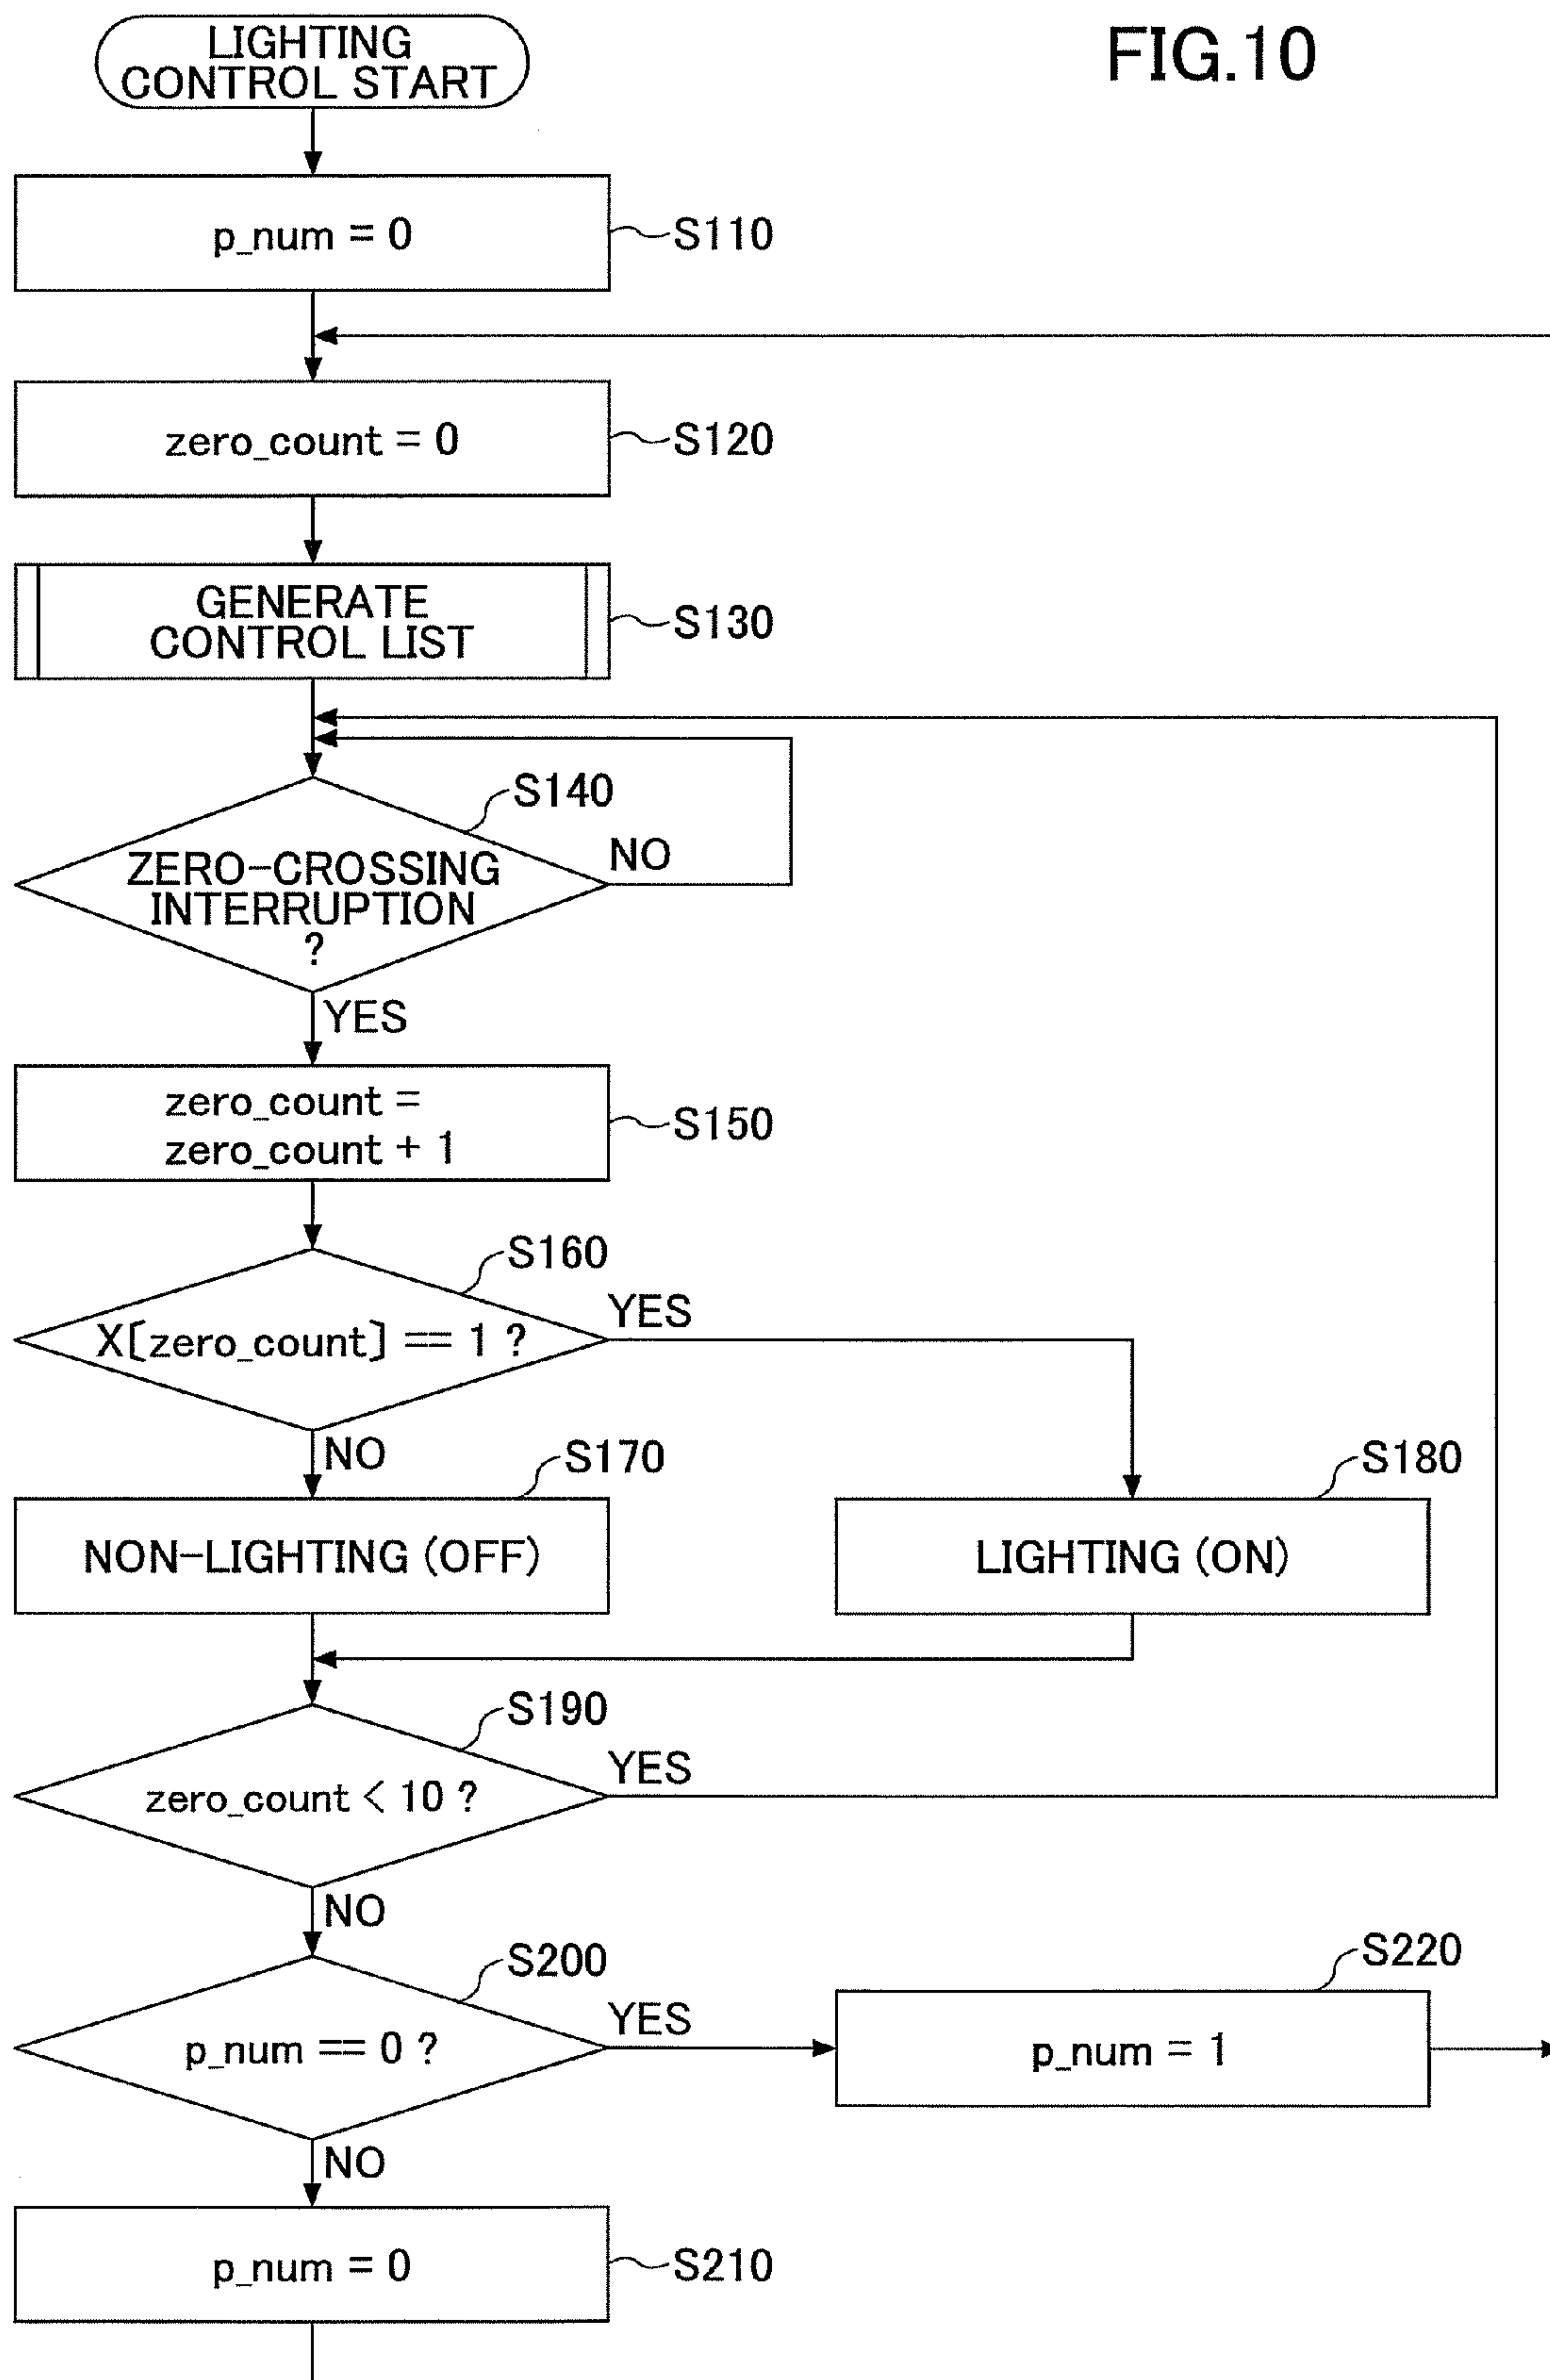 FIG.10
LIGHTING
CONTROL START
p_num = 0
S110
zero_count = 0
S120
GENERATE
CONTROL LIST
S130
S140
ZERO-CROSSING
INTERRUPTION
?
NO
YES
zero_count =
zero_count + 1
S150
S160
X[zero_count] == 1 ?
YES
NO
S170
S180
NON-LIGHTING (OFF)
LIGHTING (ON)
S190
zero_count < 10 ?
YES
NO
S200
S220
p_num == 0 ?
YES
p_num = 1
NO
p_num = 0
S210